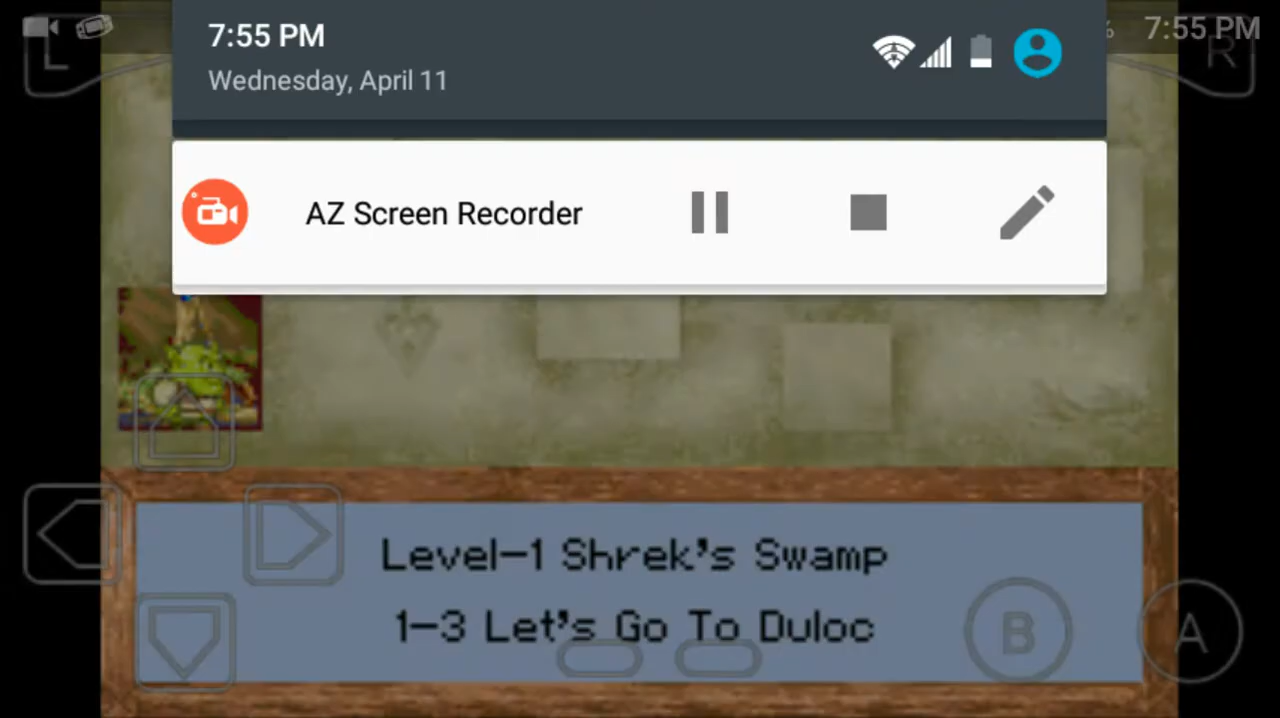 7:55 PM
7:55 PM
Wednesday, April 11
L
R
AZ Screen Recorder
Level-1 Shrek's Swamp
1-3 Let's Go To Duloc
B
A